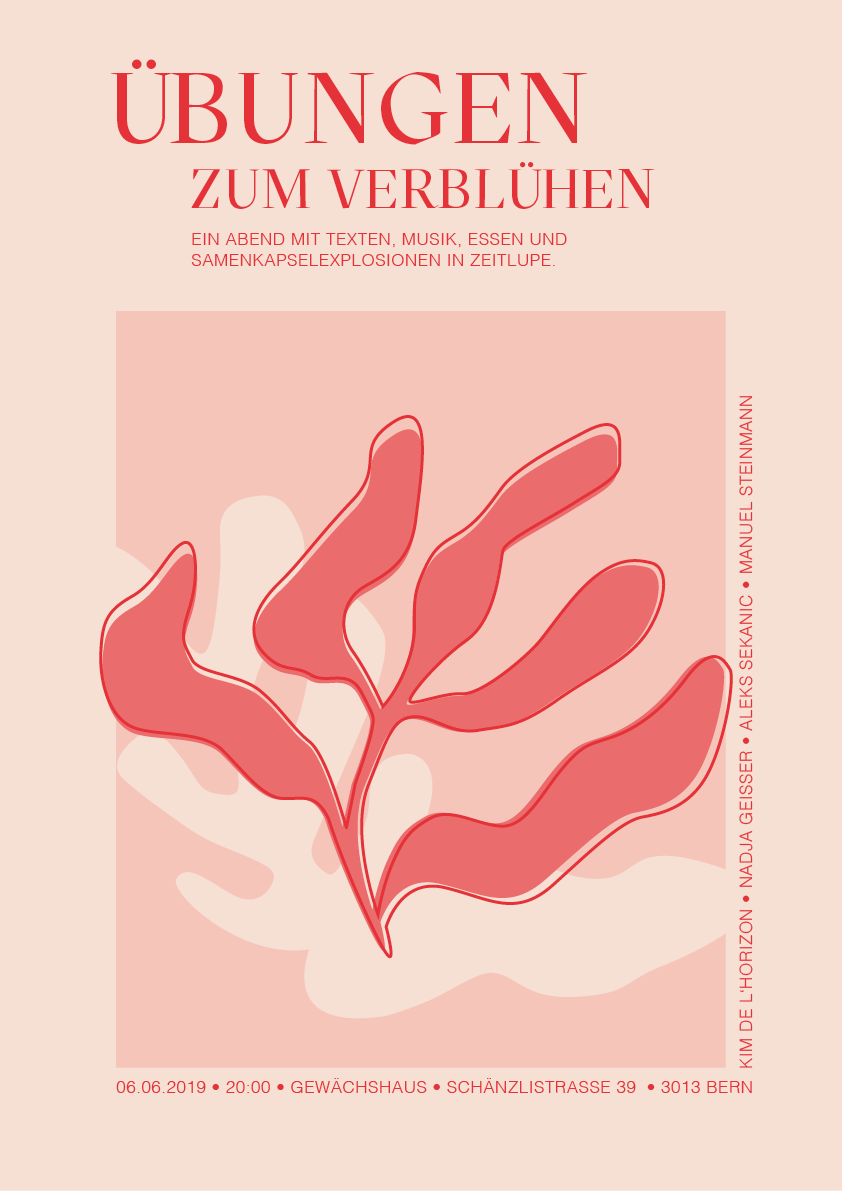 ÜBUNGEN
ZUM VERBLÜHEN
EIN ABEND MIT TEXTEN, MUSIK, ESSEN UND
SAMENKAPSELEXPLOSIONEN IN ZEITLUPE.
KIM DE L'HORIZON • NADJA GEISSER • ALEKS SEKANIC • MANUEL STEINMANN
06.06.2019 • 20:00 • GEWÄCHSHAUS • SCHÄNZLISTRASSE 39 • 3013 BERN